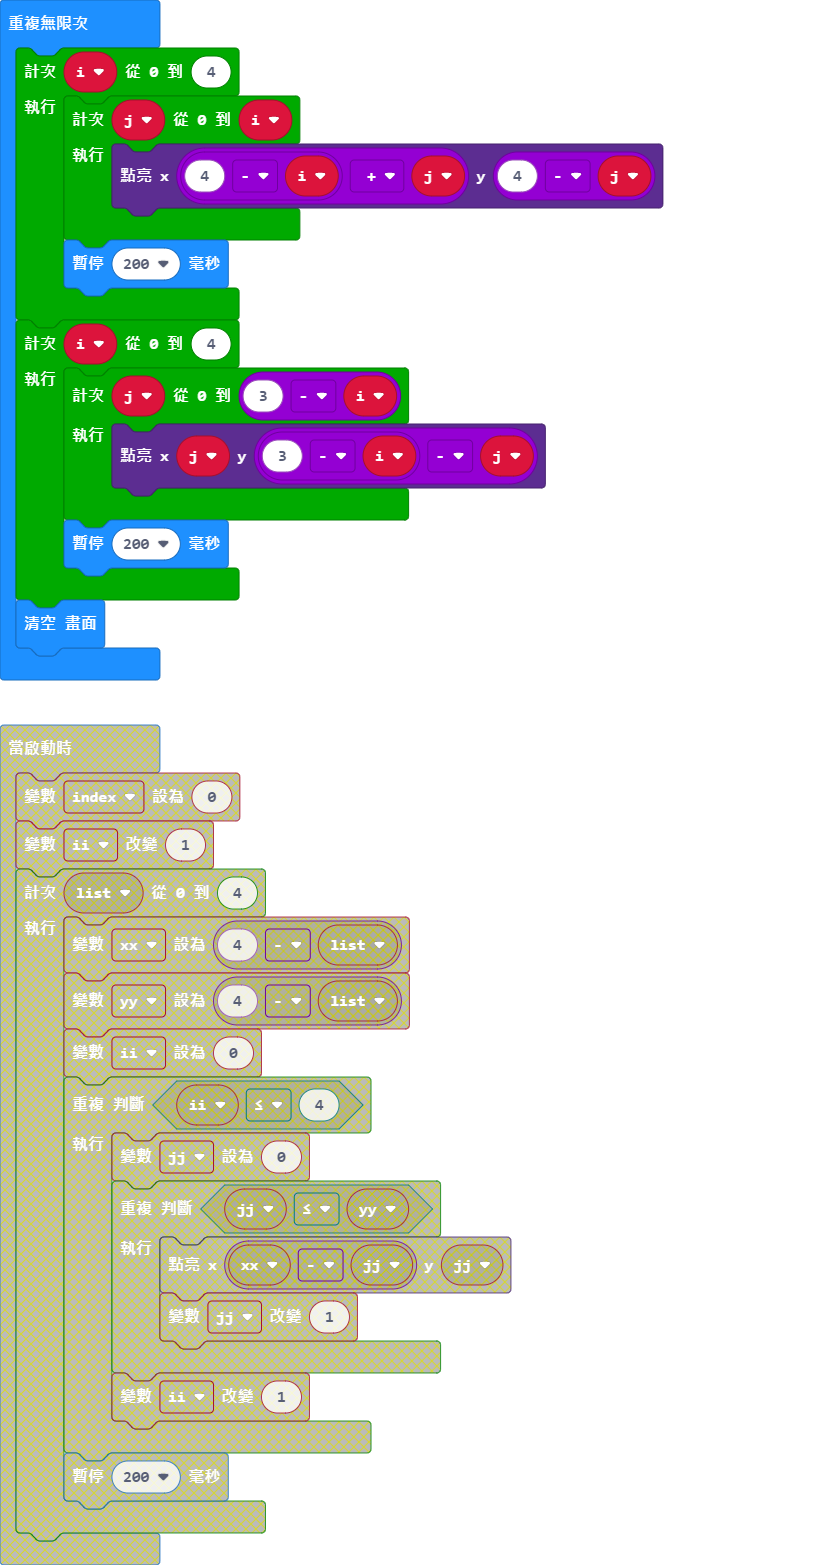 重複無限次
計次 i 從 0 到 4
執行 計次 j 從 0 到 i
執行 點亮 x 4 - i + j y 4 - j
暫停 200 毫秒
計次 i 從 0 到 4
執行 計次 j 從 0 到 3 - i
執行 點亮 x j y 3 - i - j
暫停 200 毫秒
清空 畫面
當啟動時
變數 index 設為 0
變數 ii 改變 1
計次 list 從 0 到 4
執行 變數 xx 設為 4 - list
變數 yy 設為 4 - list
變數 ii 設為 0
重複 判斷 ii ≤ 4
執行 變數 jj 設為 0
重複 判斷 jj ≤ yy
執行 點亮 x xx - jj y jj
變數 jj 改變 1
變數 ii 改變 1
暫停 200 毫秒